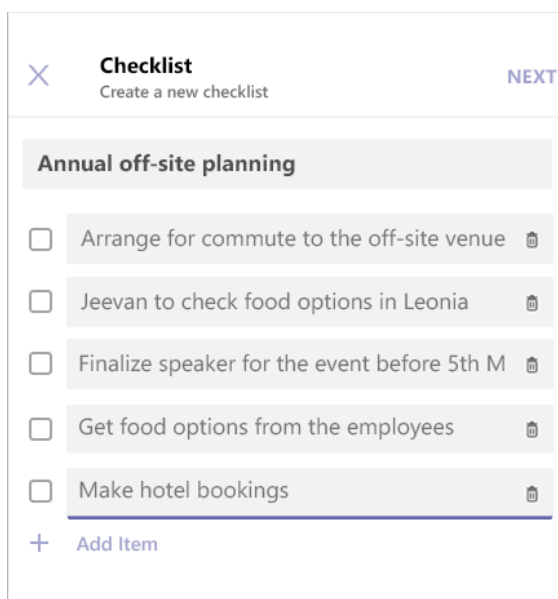 Checklist
Create a new checklist
NEXT
Annual off-site planning
Arrange for commute to the off-site venue
Jeevan to check food options in Leonia
Finalize speaker for the event before 5th M
Get food options from the employees
Make hotel bookings
+ Add Item